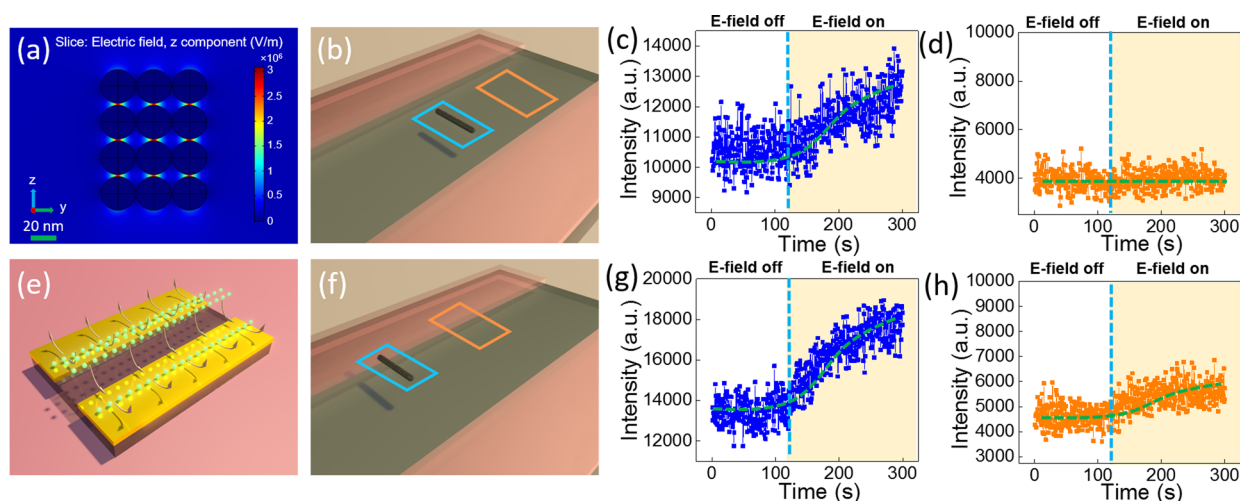 (a) Slice: Electric field, z component (V/m)
×10⁶
3
2.5
2
1.5
1
0.5
0
z
y
20 nm
(b)
(c)
E-field off E-field on
Intensity (a.u.)
14000
13000
12000
11000
10000
9000
0 100 200 300
Time (s)
(d)
E-field off E-field on
Intensity (a.u.)
10000
8000
6000
4000
0 100 200 300
Time (s)
(e)
(f)
(g)
E-field off E-field on
Intensity (a.u.)
20000
18000
16000
14000
12000
0 100 200 300
Time (s)
(h)
E-field off E-field on
Intensity (a.u.)
10000
9000
8000
7000
6000
5000
4000
3000
0 100 200 300
Time (s)